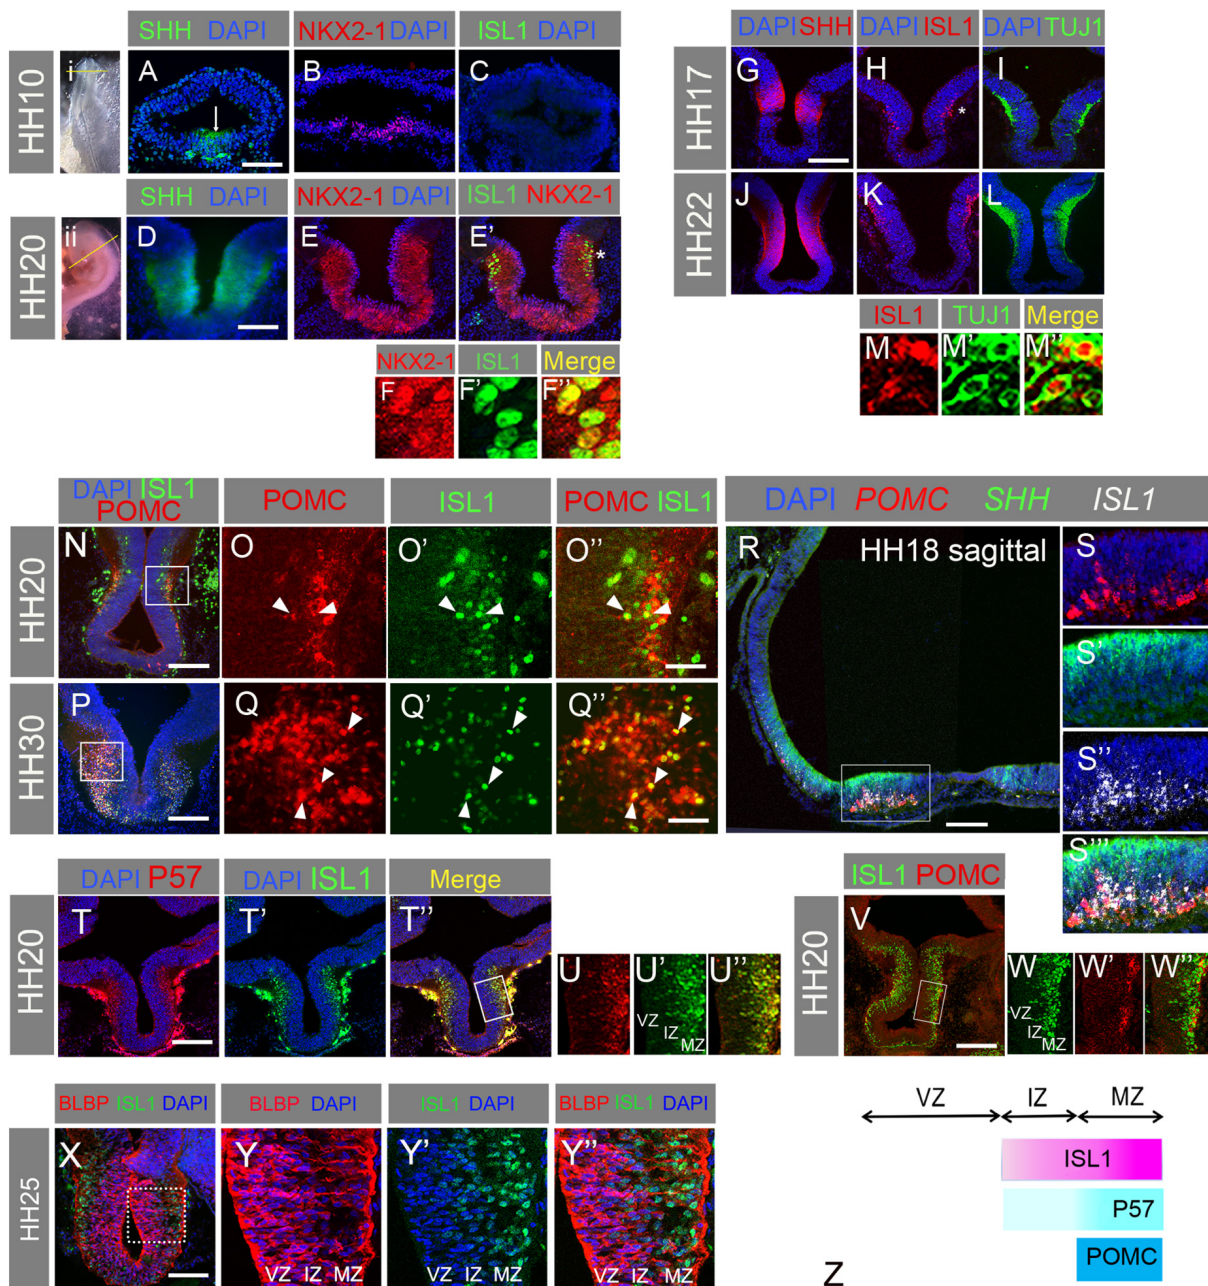 SHH DAPI
NKX2-1 DAPI
ISL1 DAPI
HH10
i
A
B
C
SHH DAPI
NKX2-1 DAPI
ISL1 NKX2-1
HH20
ii
D
E
E'
*
NKX2-1
ISL1
Merge
F
F'
F''
DAPI SHH
DAPI ISL1
DAPI TUJ1
HH17
G
H
*
I
HH22
J
K
L
ISL1
TUJ1
Merge
M
M'
M''
DAPI ISL1
POMC
POMC
ISL1
POMC ISL1
HH20
N
O
O'
O''
HH30
P
Q
Q'
Q''
DAPI POMC SHH ISL1
R
HH18 sagittal
S
S'
S''
S'''
DAPI P57
DAPI ISL1
Merge
HH20
T
T'
T''
U
U'
VZ
IZ
MZ
U''
ISL1 POMC
HH20
V
W
VZ
IZ
MZ
W'
W''
BLBP ISL1 DAPI
BLBP DAPI
ISL1 DAPI
BLBP ISL1 DAPI
HH25
X
Y
VZ IZ MZ
Y'
VZ IZ MZ
Y''
VZ IZ MZ
VZ IZ MZ
ISL1
P57
POMC
Z